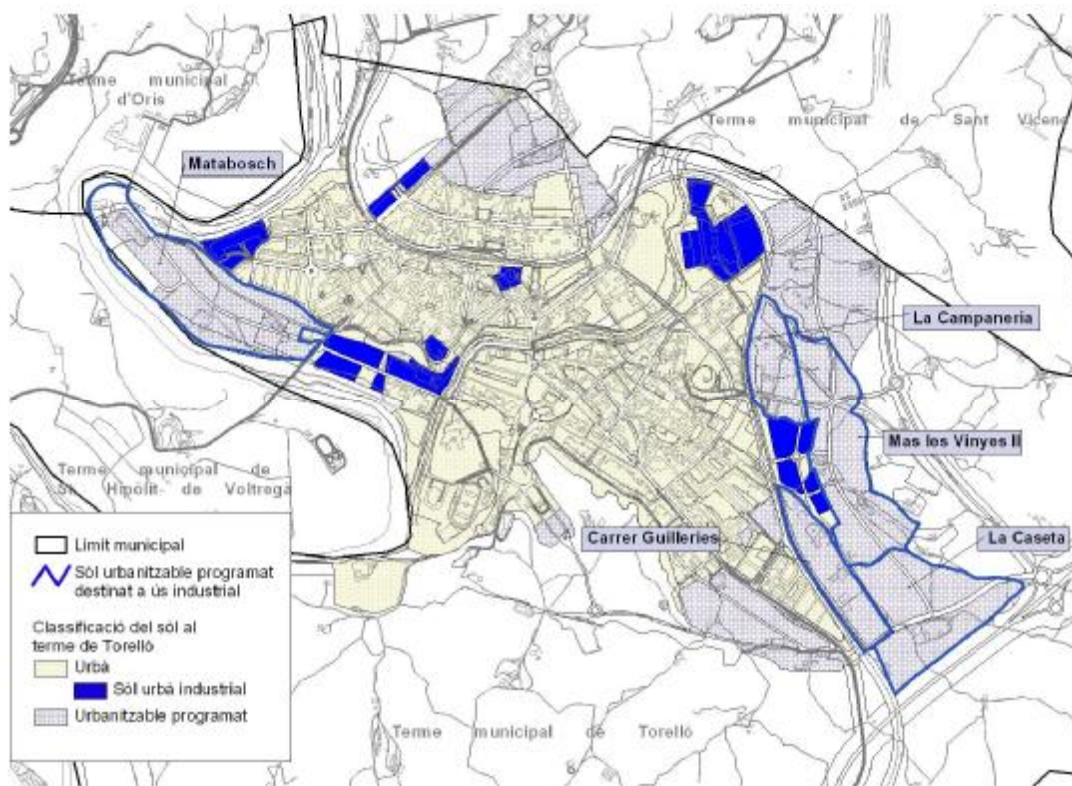 Terme municipal
d'Orís
Matabosch
Terme municipal de Sant Vicenç
La Campaneria
Mas les Vinyes II
Terme municipal de
St. Hipòlit de Voltregà
Carrer Guilleries
La Caseta
Límit municipal
Sòl urbanitzable programat
destinat a ús industrial
Classificació del sòl al
terme de Torelló
Urbà
Sòl urbà industrial
Urbanitzable programat
Terme municipal de Torelló